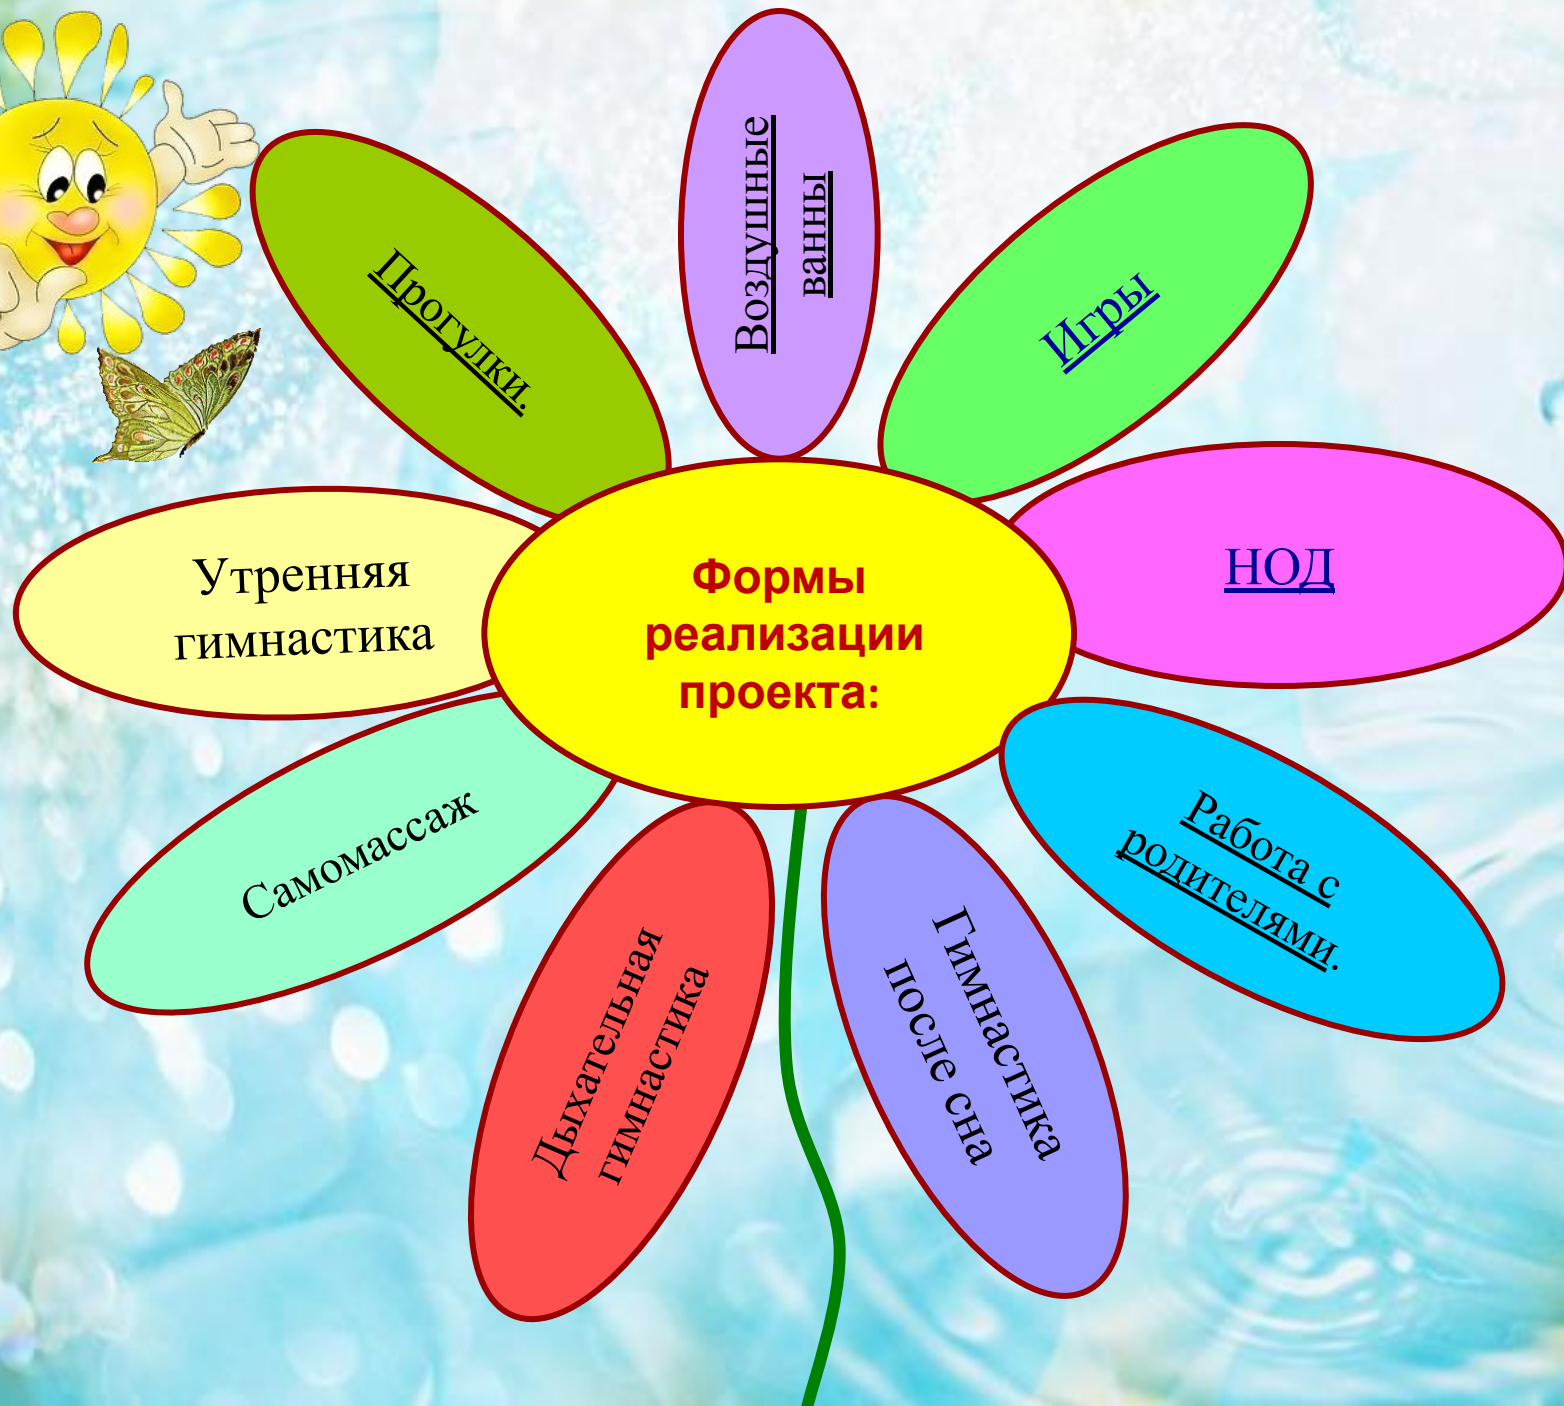 Формы
реализации
проекта:
Воздушные
ванны
Игры
НОД
Работа с
родителями.
Гимнастика
после сна
Дыхательная
гимнастика
Самомассаж
Утренняя
гимнастика
Прогулки.